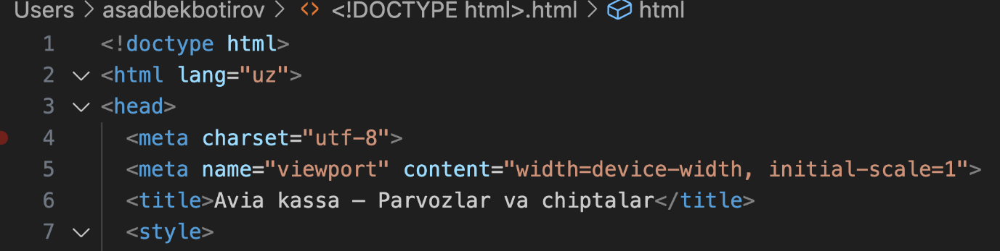 Users > asadbekbotirov > <> <!DOCTYPE html>.html > html
1 <!doctype html>
2 <html lang="uz">
3 <head>
4 <meta charset="utf-8">
5 <meta name="viewport" content="width=device-width, initial-scale=1">
6 <title>Avia kassa — Parvozlar va chiptalar</title>
7 <style>